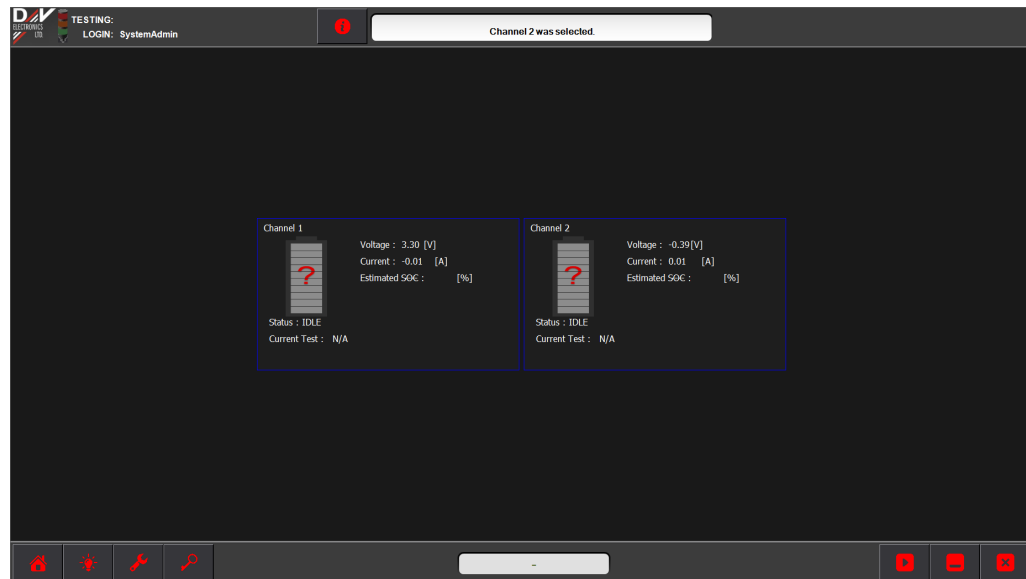 D&V
ELECTRONICS
LTD.
TESTING:
LOGIN: SystemAdmin
Channel 2 was selected.
Channel 1
Voltage : 3.30 [V]
Current : -0.01 [A]
Estimated SOC : [%]
?
Status : IDLE
Current Test : N/A
Channel 2
Voltage : -0.39[V]
Current : 0.01 [A]
Estimated SOC : [%]
?
Status : IDLE
Current Test : N/A
-